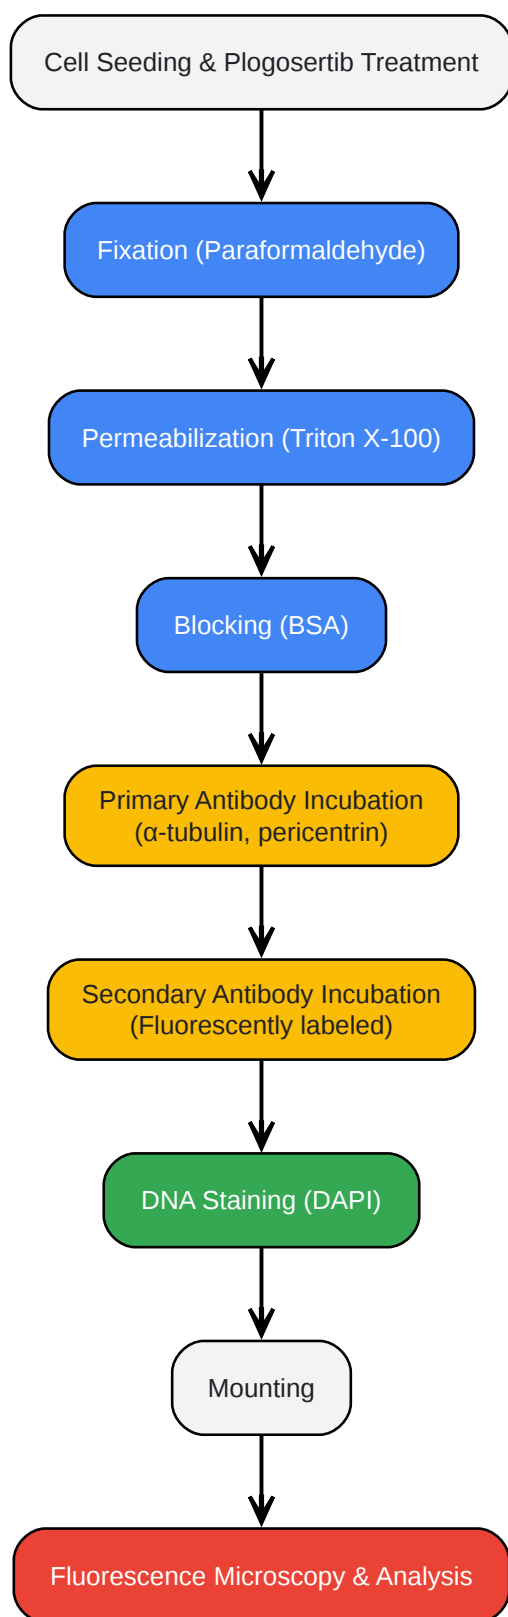 Cell Seeding & Plogosertib Treatment
Fixation (Paraformaldehyde)
Permeabilization (Triton X-100)
Blocking (BSA)
Primary Antibody Incubation
(α-tubulin, pericentrin)
Secondary Antibody Incubation
(Fluorescently labeled)
DNA Staining (DAPI)
Mounting
Fluorescence Microscopy & Analysis